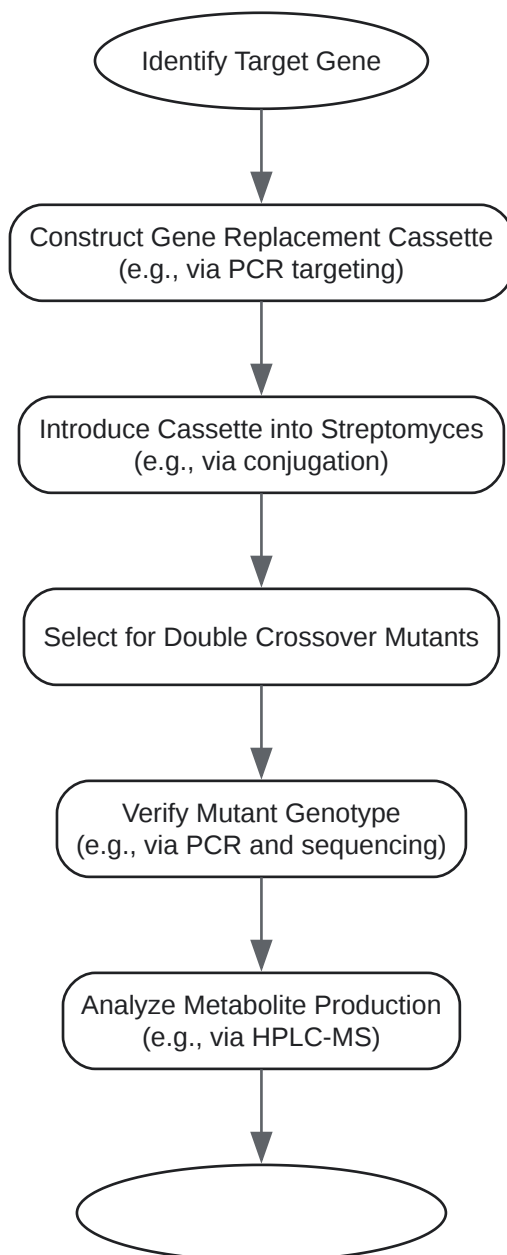 Identify Target Gene
Construct Gene Replacement Cassette
(e.g., via PCR targeting)
Introduce Cassette into Streptomyces
(e.g., via conjugation)
Select for Double Crossover Mutants
Verify Mutant Genotype
(e.g., via PCR and sequencing)
Analyze Metabolite Production
(e.g., via HPLC-MS)